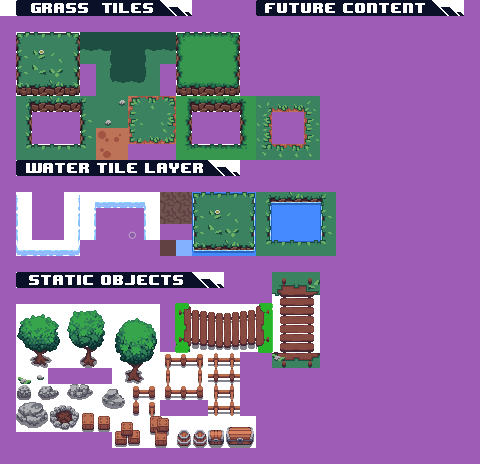 GRASS TILES
FUTURE CONTENT
WATER TILE LAYER
STATIC OBJECTS